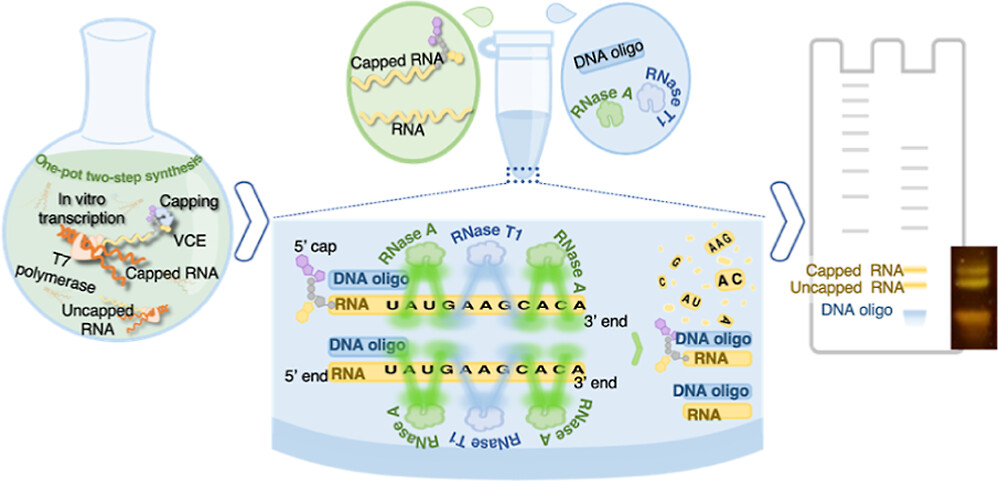 One-pot two-step synthesis
In vitro
transcription
Capping
VCE
T7
polymerase
Capped RNA
Uncapped
RNA
Capped RNA
RNA
DNA oligo
RNase A
RNase T1
RNase A
RNase T1
RNase A
5' cap
DNA oligo
RNA
U A U G A A G C A C A
3' end
DNA oligo
5' end RNA
U A U G A A G C A C A
3' end
RNase A
RNase T1
RNase A
AAG
G
C
AC
AU
A
DNA oligo
RNA
DNA oligo
RNA
Capped RNA
Uncapped RNA
DNA oligo